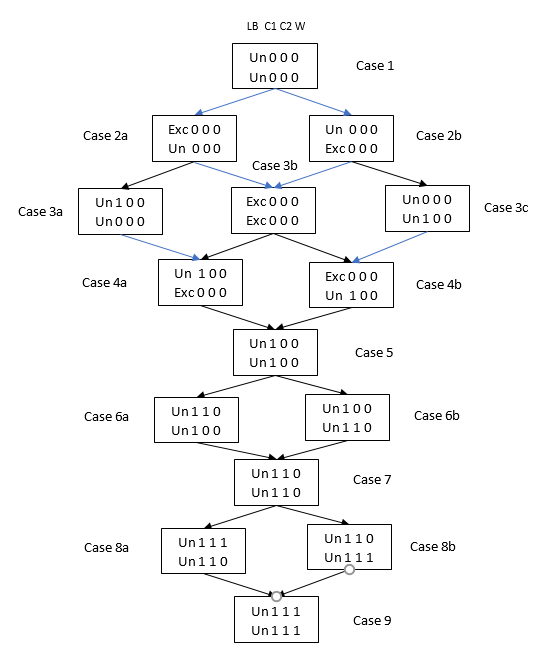 LB C1 C2 W
Un 0 0 0
Un 0 0 0
Case 1
Case 2a
Exc 0 0 0
Un 0 0 0
Un 0 0 0
Exc 0 0 0
Case 2b
Case 3b
Case 3a
Un 1 0 0
Un 0 0 0
Exc 0 0 0
Exc 0 0 0
Un 0 0 0
Un 1 0 0
Case 3c
Case 4a
Un 1 0 0
Exc 0 0 0
Exc 0 0 0
Un 1 0 0
Case 4b
Un 1 0 0
Un 1 0 0
Case 5
Case 6a
Un 1 1 0
Un 1 0 0
Un 1 0 0
Un 1 1 0
Case 6b
Un 1 1 0
Un 1 1 0
Case 7
Case 8a
Un 1 1 1
Un 1 1 0
Un 1 1 0
Un 1 1 1
Case 8b
Un 1 1 1
Un 1 1 1
Case 9